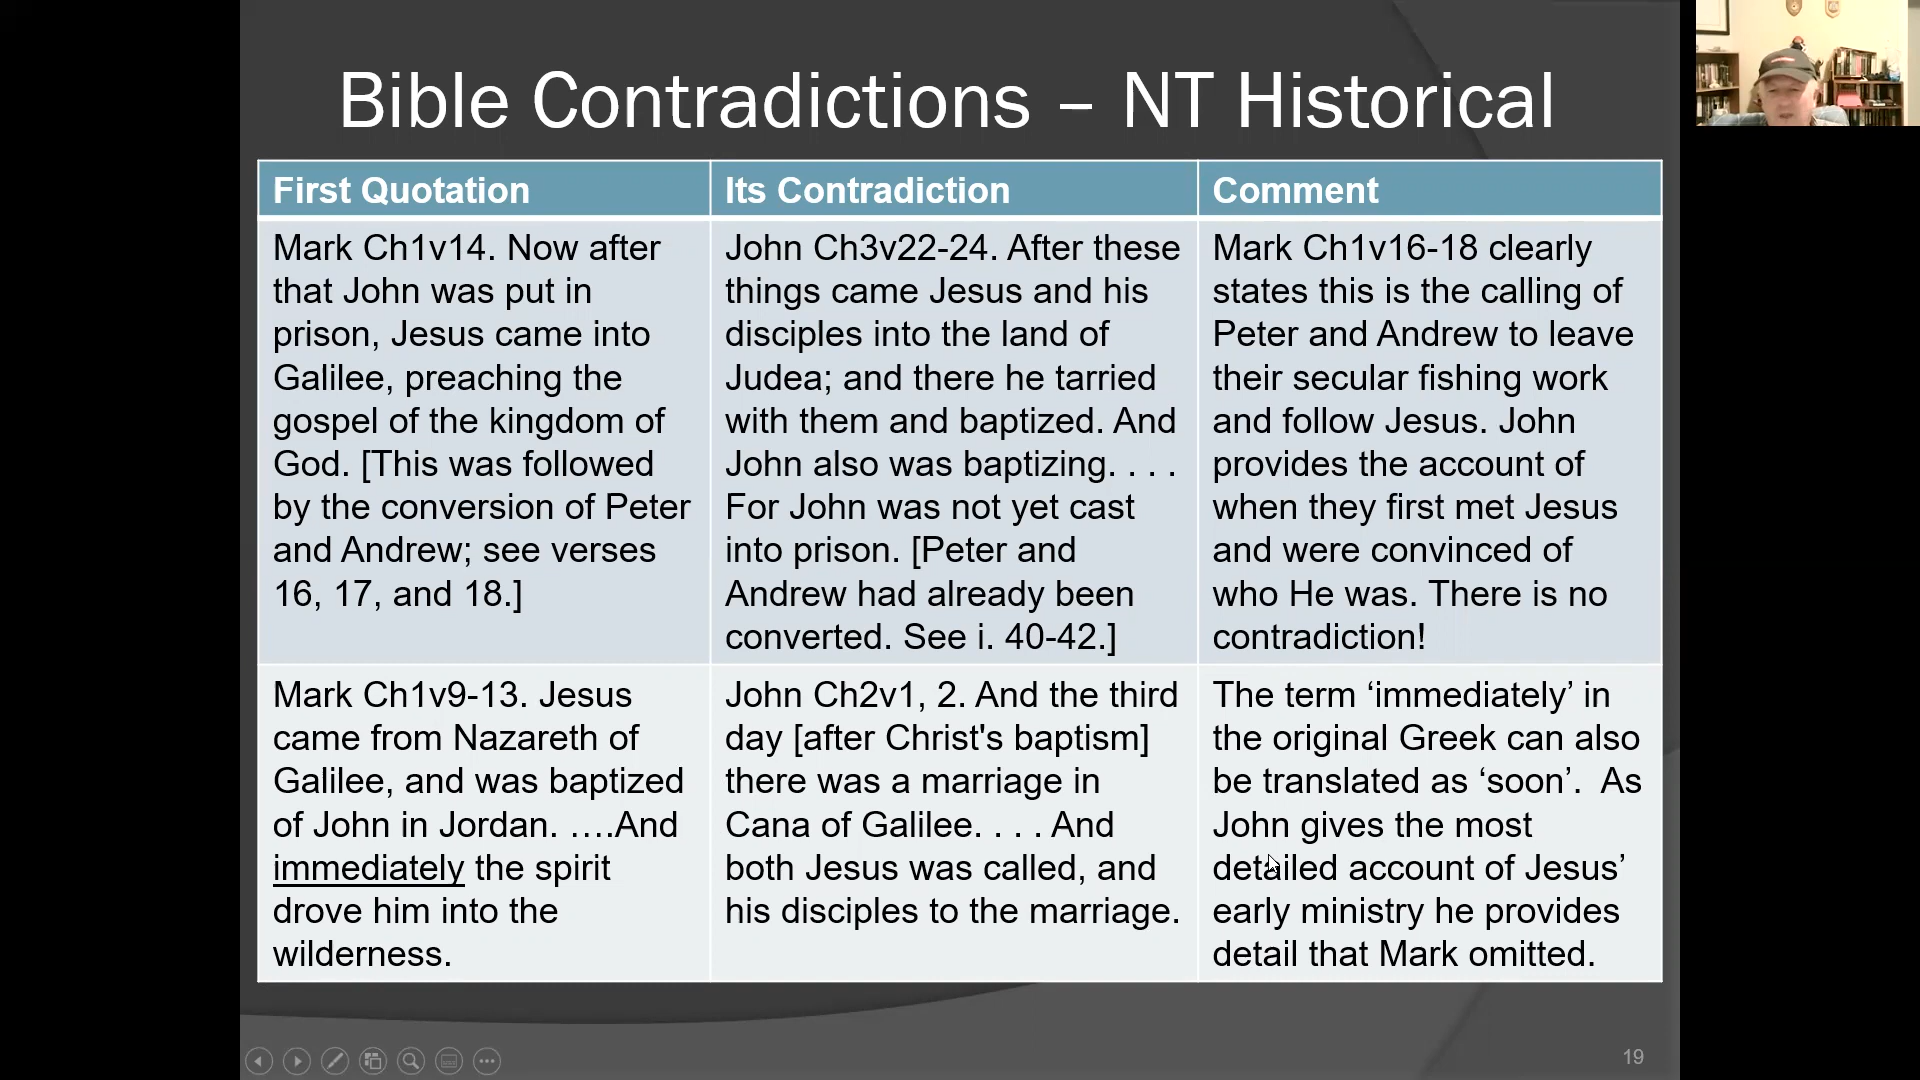 Bible Contradictions – NT Historical
First Quotation
Its Contradiction
Comment
Mark Ch1v14. Now after
that John was put in
prison, Jesus came into
Galilee, preaching the
gospel of the kingdom of
God. [This was followed
by the conversion of Peter
and Andrew; see verses
16, 17, and 18.]
John Ch3v22-24. After these
things came Jesus and his
disciples into the land of
Judea; and there he tarried
with them and baptized. And
John also was baptizing. . . .
For John was not yet cast
into prison. [Peter and
Andrew had already been
converted. See i. 40-42.]
Mark Ch1v16-18 clearly
states this is the calling of
Peter and Andrew to leave
their secular fishing work
and follow Jesus. John
provides the account of
when they first met Jesus
and were convinced of
who He was. There is no
contradiction!
Mark Ch1v9-13. Jesus
came from Nazareth of
Galilee, and was baptized
of John in Jordan. ….And
immediately the spirit
drove him into the
wilderness.
John Ch2v1, 2. And the third
day [after Christ's baptism]
there was a marriage in
Cana of Galilee. . . . And
both Jesus was called, and
his disciples to the marriage.
The term ‘immediately’ in
the original Greek can also
be translated as ‘soon’.  As
John gives the most
detailed account of Jesus’
early ministry he provides
detail that Mark omitted.
19